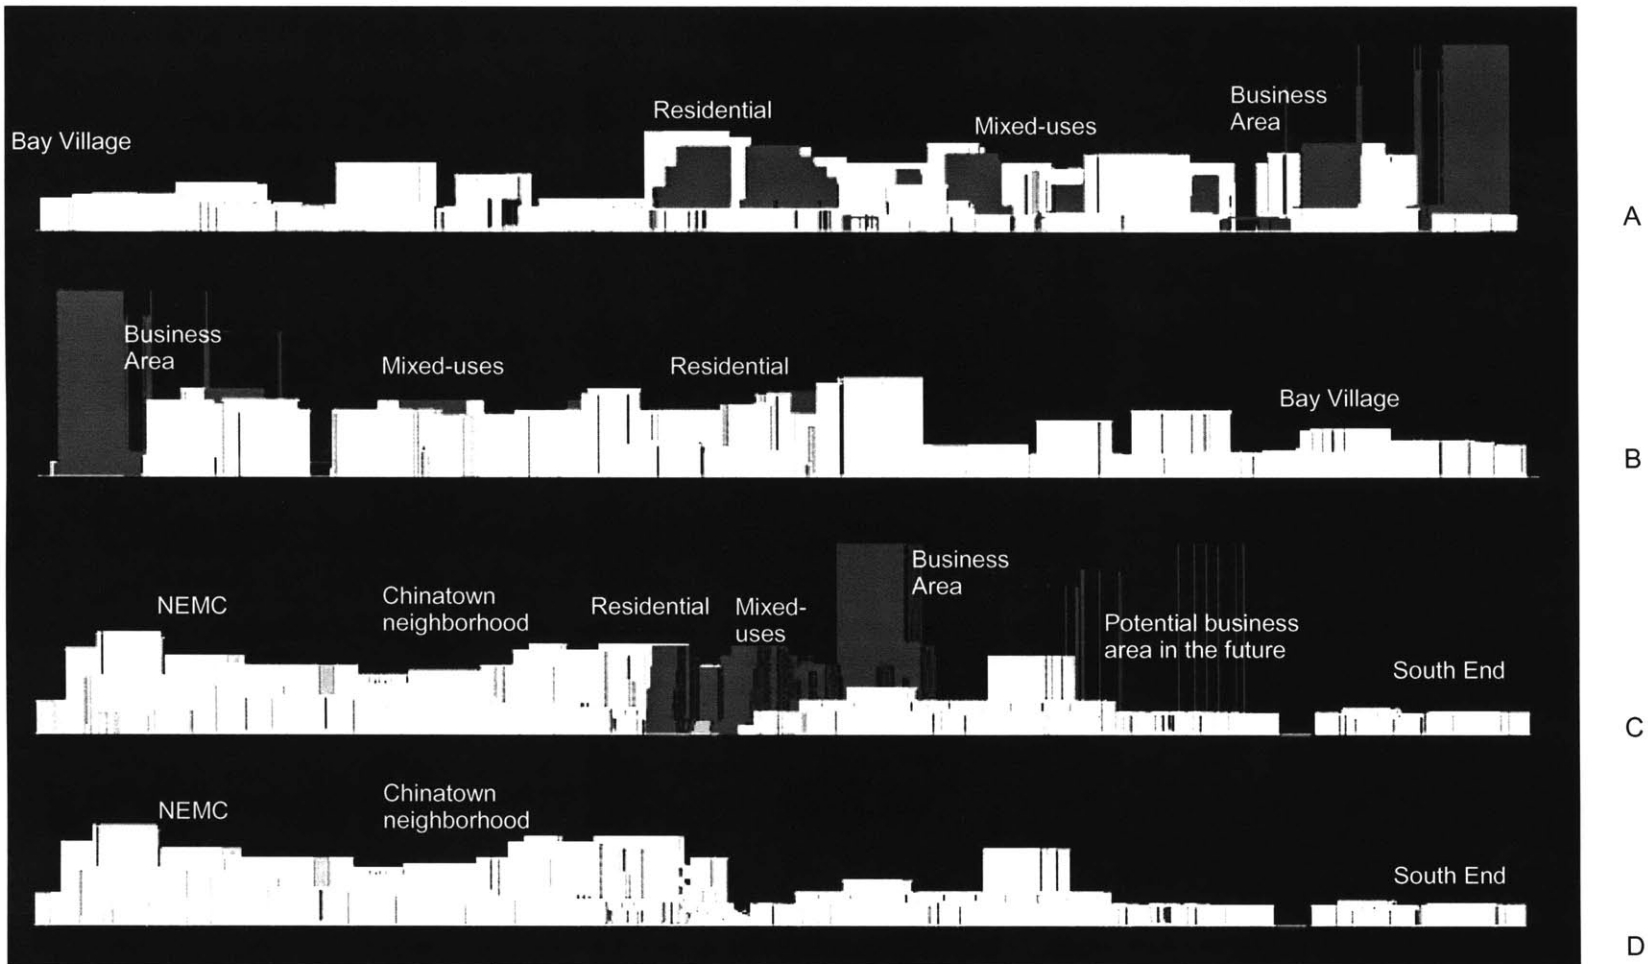 Bay Village
Residential
Mixed-uses
Business
Area
A
Business
Area
Mixed-uses
Residential
Bay Village
B
NEMC
Chinatown
neighborhood
Residential
Mixed-
uses
Business
Area
Potential business
area in the future
South End
C
NEMC
Chinatown
neighborhood
South End
D